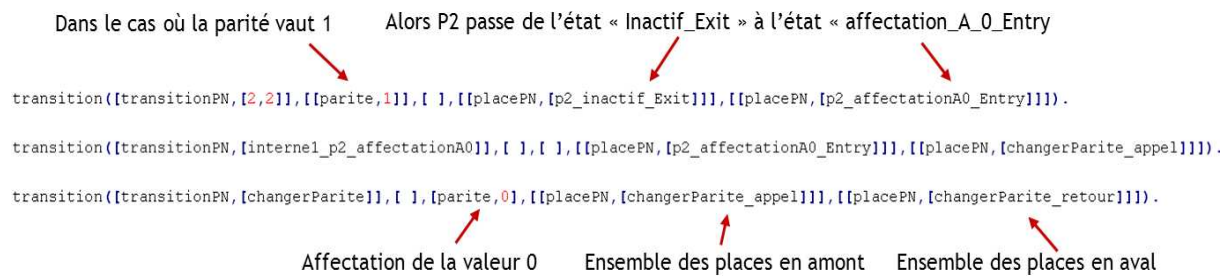 Dans le cas où la parité vaut 1 Alors P2 passe de l’état « Inactif_Exit » à l’état « affectation_A_0_Entry
transition([transitionPN,[2,2]],[[parite,1]],[ ],[[placePN,[p2_inactif_Exit]]],[[placePN,[p2_affectationA0_Entry]]]).
transition([transitionPN,[interne1_p2_affectationA0]],[ ],[ ],[[placePN,[p2_affectationA0_Entry]]],[[placePN,[changerParite_appel]]]).
transition([transitionPN,[changerParite]],[ ],[parite,0],[[placePN,[changerParite_appel]]],[[placePN,[changerParite_retour]]]).
Affectation de la valeur 0 Ensemble des places en amont Ensemble des places en aval